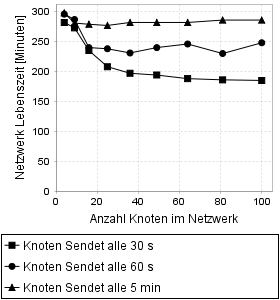 Netzwerk Lebenszeit [Minuten]
300
250
200
150
100
50
0
0 20 40 60 80 100
Anzahl Knoten im Netzwerk
Knoten Sendet alle 30 s
Knoten Sendet alle 60 s
Knoten Sendet alle 5 min